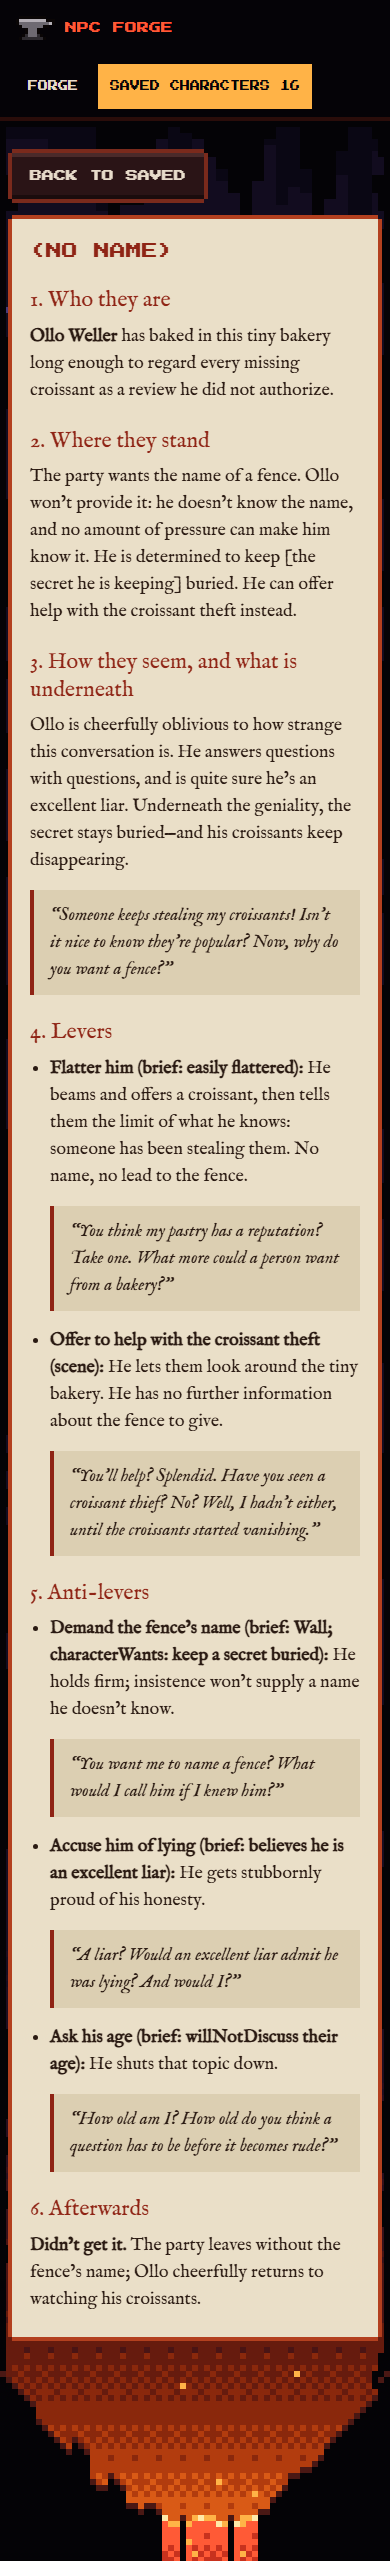 NPC FORGE
FORGE
SAVED CHARACTERS 16
BACK TO SAVED
(NO NAME)
1. Who they are
Ollo Weller has baked in this tiny bakery
long enough to regard every missing
croissant as a review he did not authorize.
2. Where they stand
The party wants the name of a fence. Ollo
won’t provide it: he doesn’t know the name,
and no amount of pressure can make him
know it. He is determined to keep [the
secret he is keeping] buried. He can offer
help with the croissant theft instead.
3. How they seem, and what is
underneath
Ollo is cheerfully oblivious to how strange
this conversation is. He answers questions
with questions, and is quite sure he’s an
excellent liar. Underneath the geniality, the
secret stays buried—and his croissants keep
disappearing.
“Someone keeps stealing my croissants! Isn’t
it nice to know they’re popular? Now, why do
you want a fence?”
4. Levers
• Flatter him (brief: easily flattered): He
beams and offers a croissant, then tells
them the limit of what he knows:
someone has been stealing them. No
name, no lead to the fence.
“You think my pastry has a reputation?
Take one. What more could a person want
from a bakery?”
• Offer to help with the croissant theft
(scene): He lets them look around the tiny
bakery. He has no further information
about the fence to give.
“You’ll help? Splendid. Have you seen a
croissant thief? No? Well, I hadn’t either,
until the croissants started vanishing.”
5. Anti-levers
• Demand the fence’s name (brief: Wall;
characterWants: keep a secret buried): He
holds firm; insistence won’t supply a name
he doesn’t know.
“You want me to name a fence? What
would I call him if I knew him?”
• Accuse him of lying (brief: believes he is
an excellent liar): He gets stubbornly
proud of his honesty.
“A liar? Would an excellent liar admit he
was lying? And would I?”
• Ask his age (brief: willNotDiscuss their
age): He shuts that topic down.
“How old am I? How old do you think a
question has to be before it becomes rude?”
6. Afterwards
Didn’t get it. The party leaves without the
fence’s name; Ollo cheerfully returns to
watching his croissants.